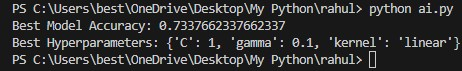 PS C:\Users\best\OneDrive\Desktop\My Python\rahul> python ai.py
Best Model Accuracy: 0.7337662337662337
Best Hyperparameters: {'C': 1, 'gamma': 0.1, 'kernel': 'linear'}
PS C:\Users\best\OneDrive\Desktop\My Python\rahul>